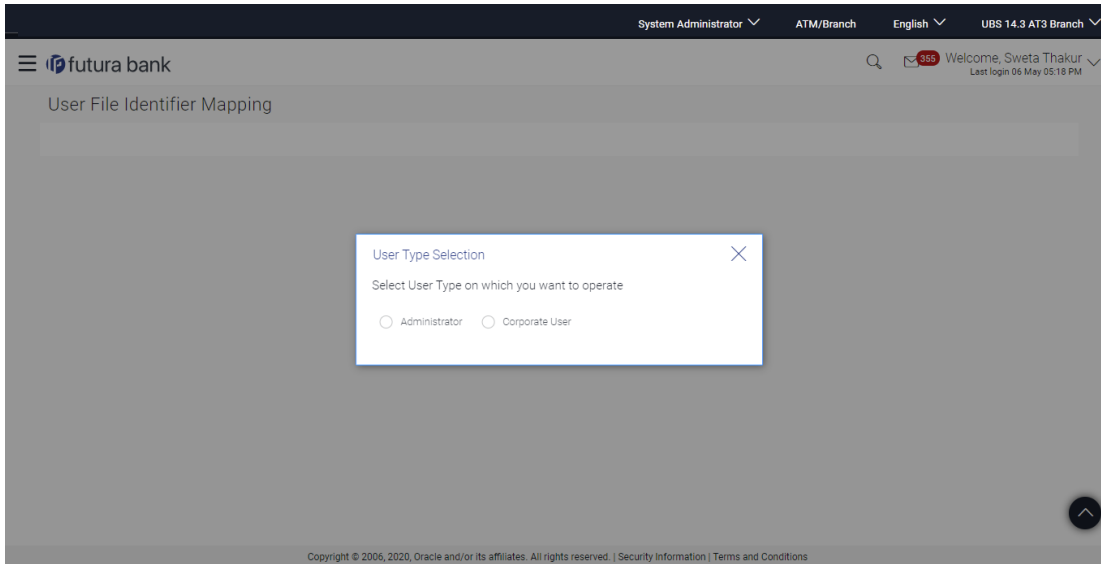 System Administrator ATM/Branch English UBS 14.3 AT3 Branch
futura bank 355 Welcome, Sweta Thakur
Last login 06 May 05:18 PM
User File Identifier Mapping
User Type Selection
Select User Type on which you want to operate
Administrator Corporate User
Copyright © 2006, 2020, Oracle and/or its affiliates. All rights reserved. | Security Information | Terms and Conditions